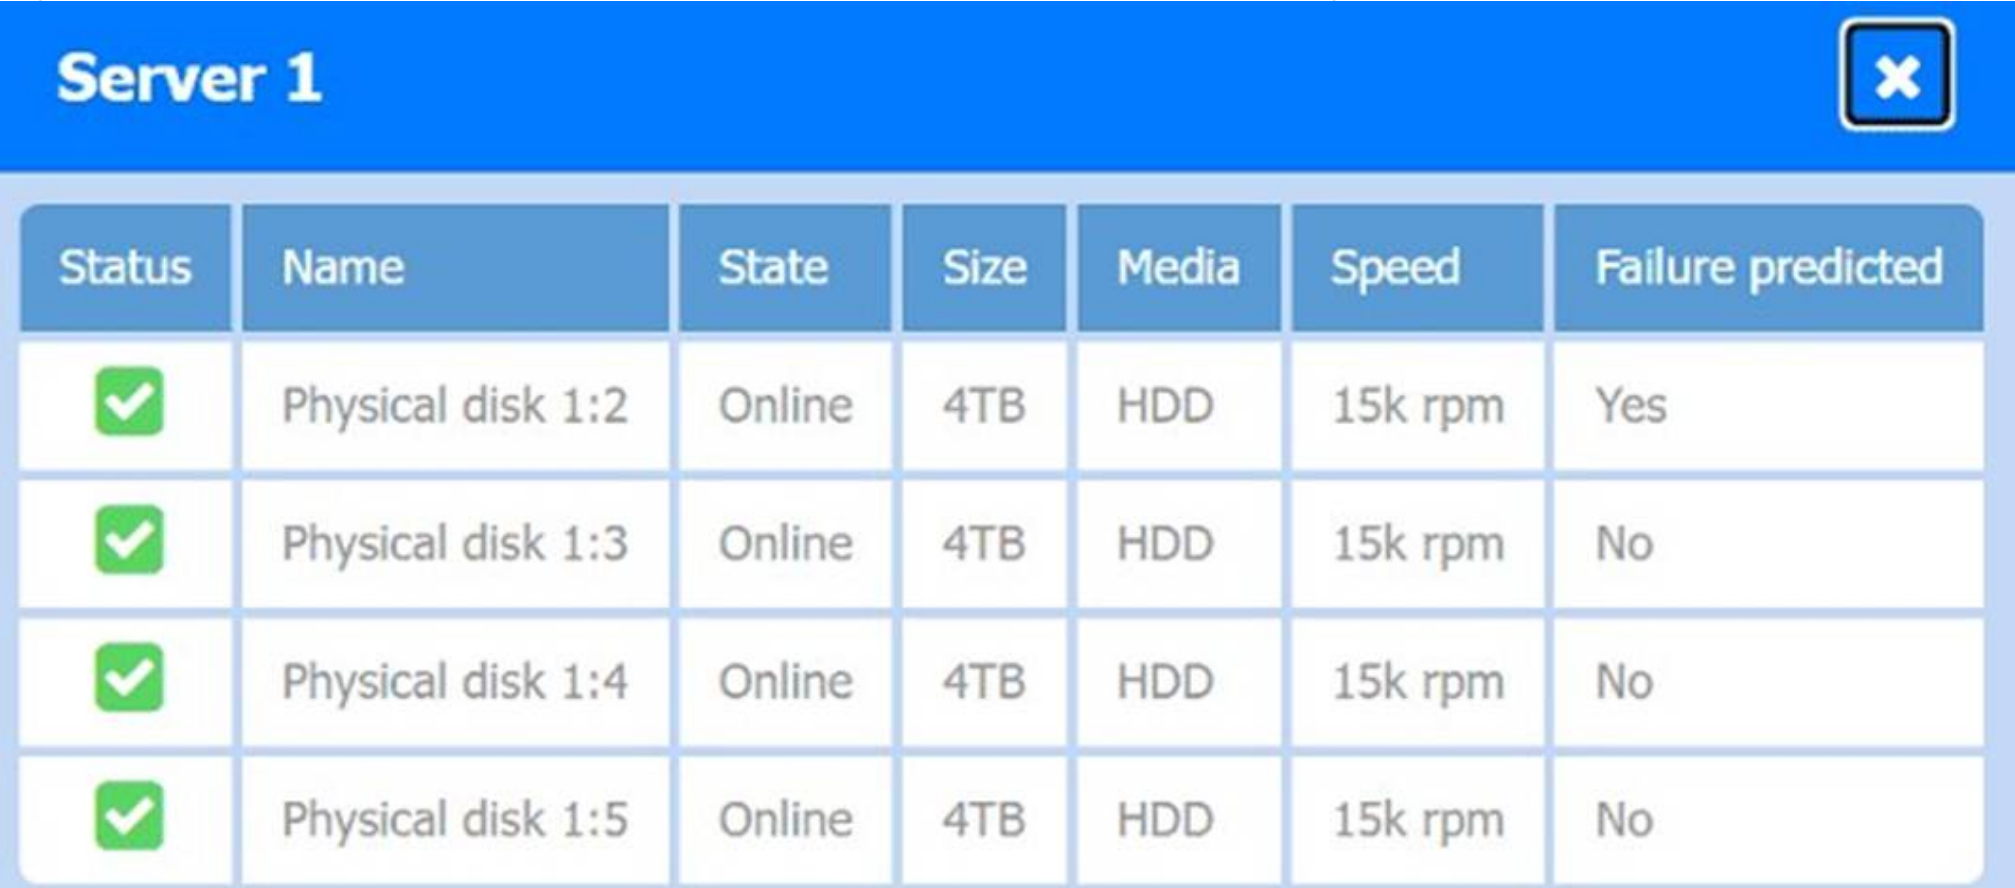 Server 1
Status Name State Size Media Speed Failure predicted
Physical disk 1:2 Online 4TB HDD 15k rpm Yes
Physical disk 1:3 Online 4TB HDD 15k rpm No
Physical disk 1:4 Online 4TB HDD 15k rpm No
Physical disk 1:5 Online 4TB HDD 15k rpm No